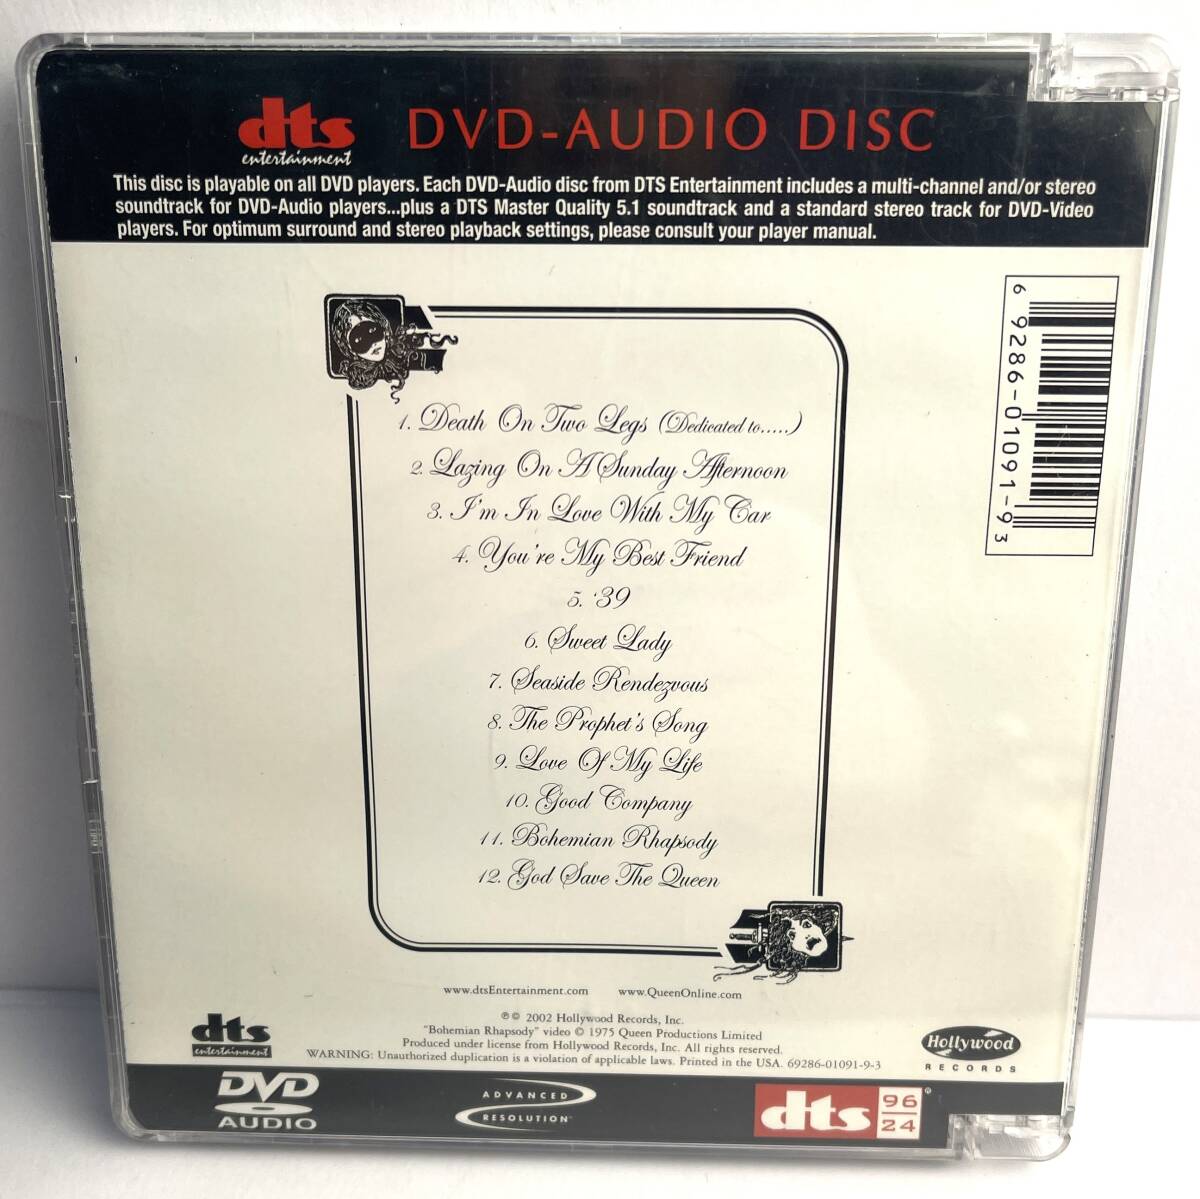 dts
entertainment
DVD-AUDIO DISC
This disc is playable on all DVD players. Each DVD-Audio disc from DTS Entertainment includes a multi-channel and/or stereo
soundtrack for DVD-Audio players...plus a DTS Master Quality 5.1 soundtrack and a standard stereo track for DVD-Video
players. For optimum surround and stereo playback settings, please consult your player manual.
6 9286-01091-9 3
1. Death On Two Legs (Dedicated to.....)
2. Lazing On A Sunday Afternoon
3. I'm In Love With My Car
4. You're My Best Friend
5. '39
6. Sweet Lady
7. Seaside Rendezvous
8. The Prophet's Song
9. Love Of My Life
10. Good Company
11. Bohemian Rhapsody
12. God Save The Queen
www.dtsEntertainment.com www.QueenOnline.com
℗© 2002 Hollywood Records, Inc.
"Bohemian Rhapsody" video © 1975 Queen Productions Limited
Produced under license from Hollywood Records, Inc. All rights reserved.
WARNING: Unauthorized duplication is a violation of applicable laws. Printed in the USA. 69286-01091-9-3
dts
entertainment
Hollywood
RECORDS
DVD
AUDIO
ADVANCED
RESOLUTION
dts 96
24